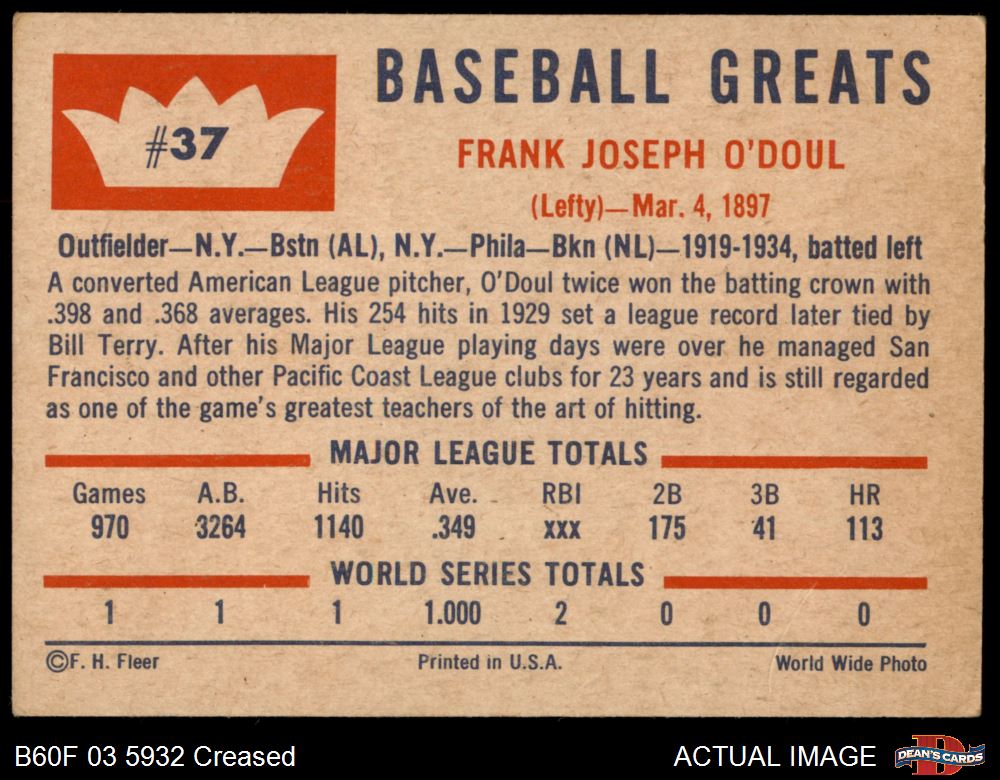 BASEBALL GREATS
#37
FRANK JOSEPH O'DOUL
(Lefty)—Mar. 4, 1897
Outfielder—N.Y.—Bstn (AL), N.Y.—Phila—Bkn (NL)—1919-1934, batted left
A converted American League pitcher, O'Doul twice won the batting crown with
.398 and .368 averages. His 254 hits in 1929 set a league record later tied by
Bill Terry. After his Major League playing days were over he managed San
Francisco and other Pacific Coast League clubs for 23 years and is still regarded
as one of the game's greatest teachers of the art of hitting.
MAJOR LEAGUE TOTALS
Games A.B. Hits Ave. RBI 2B 3B HR
970 3264 1140 .349 xxx 175 41 113
WORLD SERIES TOTALS
1 1 1 1.000 2 0 0 0
©F. H. Fleer Printed in U.S.A. World Wide Photo
B60F 03 5932 Creased ACTUAL IMAGE DEAN'S CARDS